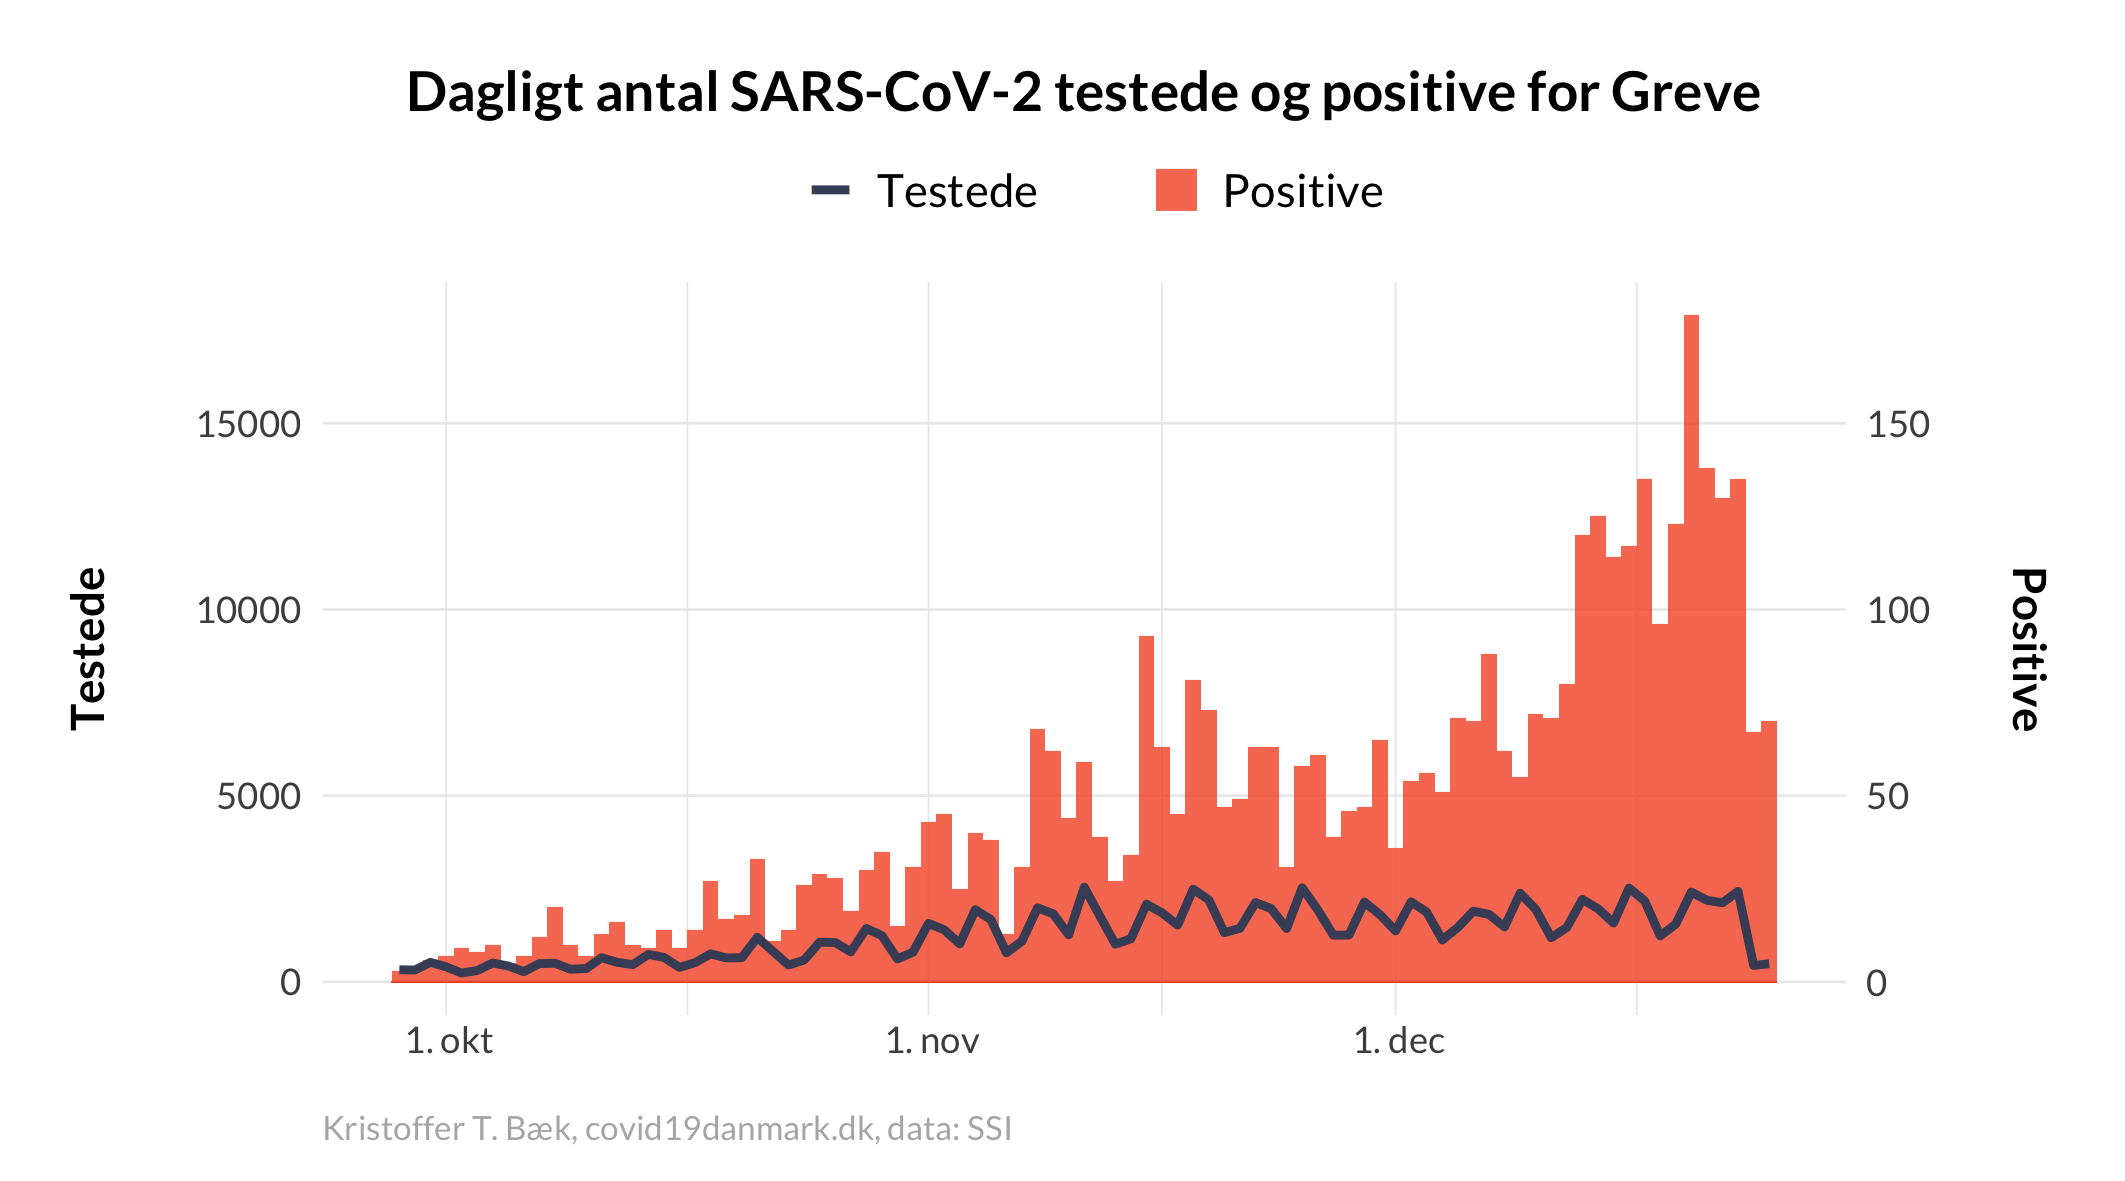 Dagligt antal SARS-CoV-2 testede og positive for Greve
Testede Positive
Testede
15000
10000
5000
0
150
100
50
0
Positive
1. okt 1. nov 1. dec
Kristoffer T. Bæk, covid19danmark.dk, data: SSI